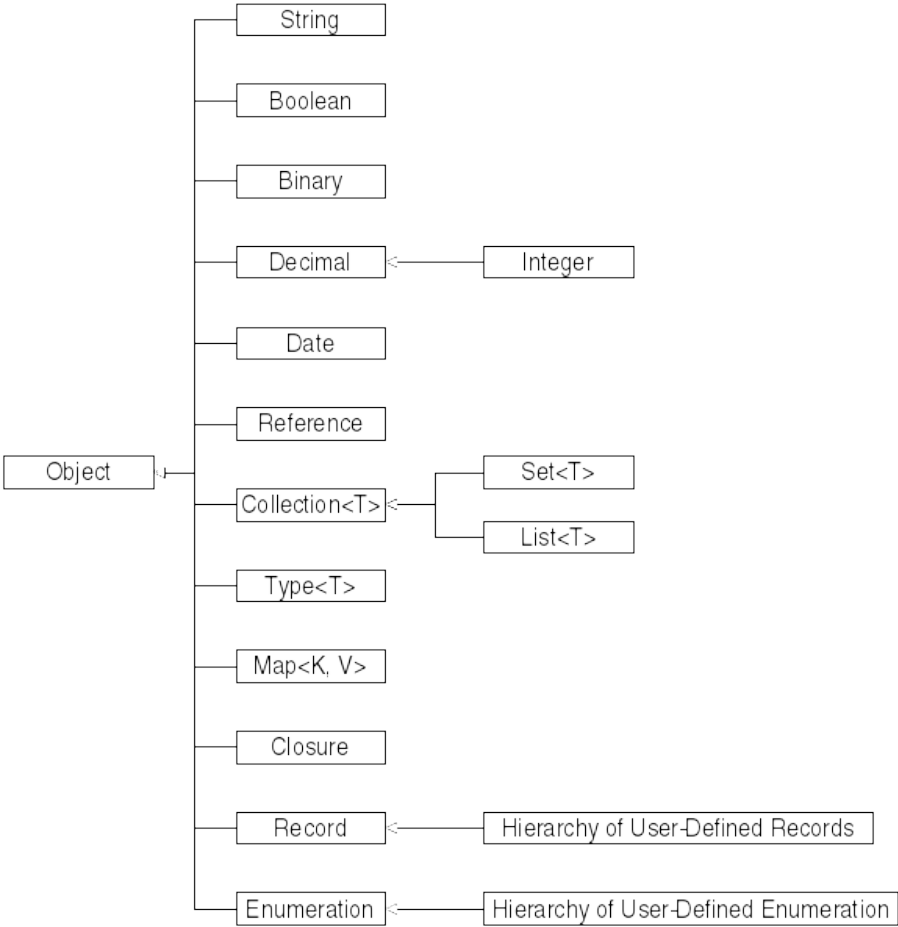 String
Boolean
Binary
Decimal
Integer
Date
Reference
Object
Set<T>
Collection<T>
List<T>
Type<T>
Map<K, V>
Closure
Record
Hierarchy of User-Defined Records
Enumeration
Hierarchy of User-Defined Enumeration